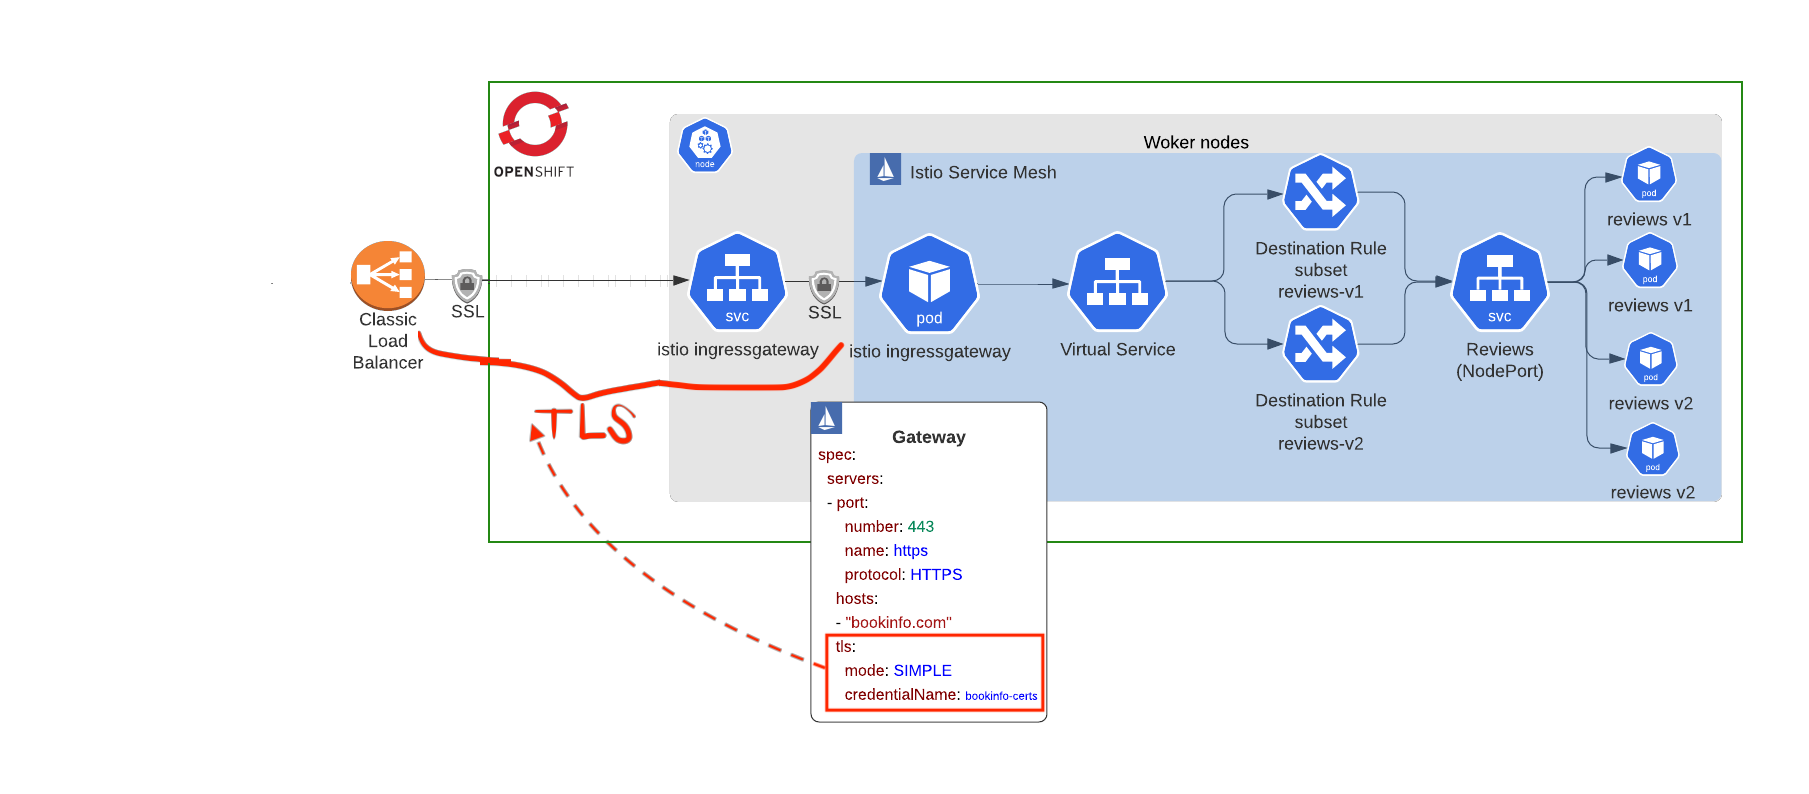 OPENSHIFT
node
Woker nodes
Istio Service Mesh
Classic
Load
Balancer
SSL
svc
istio ingressgateway
SSL
pod
istio ingressgateway
Virtual Service
Destination Rule
subset
reviews-v1
Destination Rule
subset
reviews-v2
svc
Reviews
(NodePort)
pod
reviews v1
pod
reviews v1
pod
reviews v2
pod
reviews v2
TLS
Gateway
spec:
servers:
- port:
number: 443
name: https
protocol: HTTPS
hosts:
- "bookinfo.com"
tls:
mode: SIMPLE
credentialName: bookinfo-certs